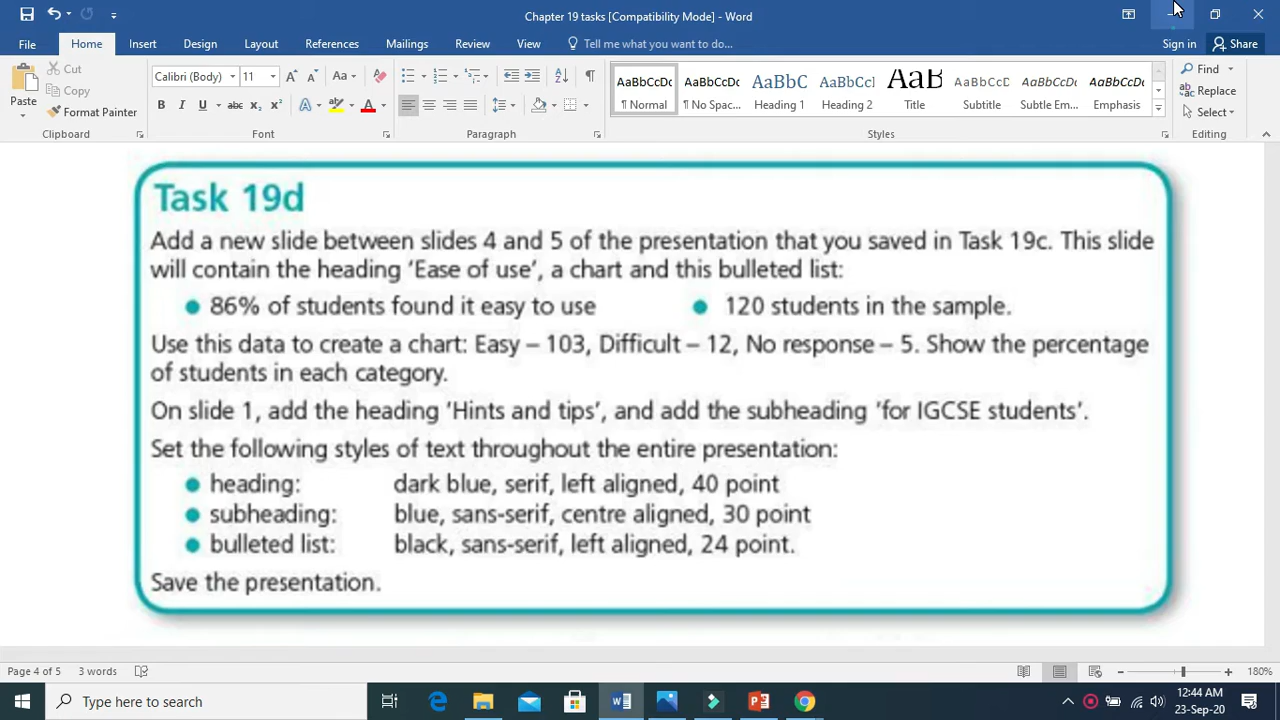 Chapter 19 tasks [Compatibility Mode] - Word
File Home Insert Design Layout References Mailings Review View Tell me what you want to do... Sign in Share
Paste
Cut
Copy
Format Painter
Clipboard
Calibri (Body) 11
Font
Paragraph
AaBbCcDc ¶ Normal
AaBbCcDc ¶ No Spac...
AaBbC Heading 1
AaBbCcI Heading 2
AaB Title
AaBbCcD Subtitle
AaBbCcDc Subtle Em...
AaBbCcDc Emphasis
Styles
Find
Replace
Select
Editing
Task 19d
Add a new slide between slides 4 and 5 of the presentation that you saved in Task 19c. This slide
will contain the heading ‘Ease of use’, a chart and this bulleted list:
● 86% of students found it easy to use ● 120 students in the sample.
Use this data to create a chart: Easy – 103, Difficult – 12, No response – 5. Show the percentage
of students in each category.
On slide 1, add the heading ‘Hints and tips’, and add the subheading ‘for IGCSE students’.
Set the following styles of text throughout the entire presentation:
● heading: dark blue, serif, left aligned, 40 point
● subheading: blue, sans-serif, centre aligned, 30 point
● bulleted list: black, sans-serif, left aligned, 24 point.
Save the presentation.
Page 4 of 5 3 words 180%
Type here to search
12:44 AM
23-Sep-20